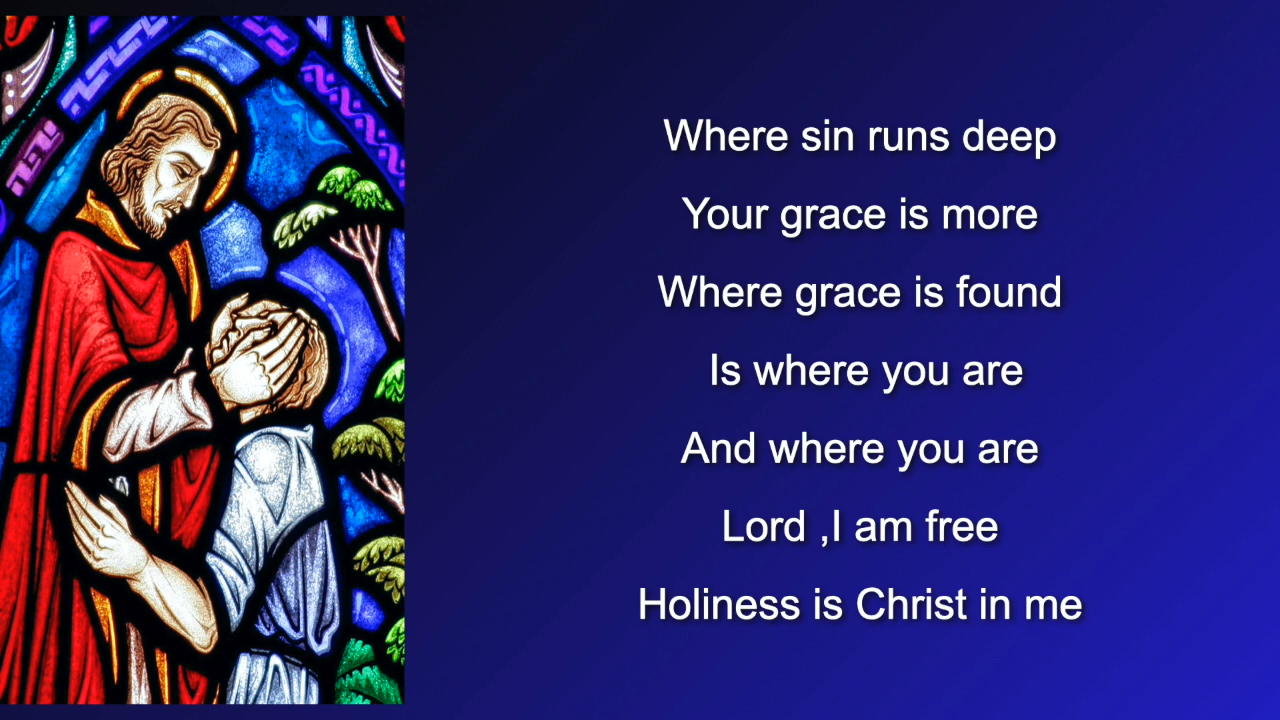 Where sin runs deep
Your grace is more
Where grace is found
Is where you are
And where you are
Lord ,I am free
Holiness is Christ in me